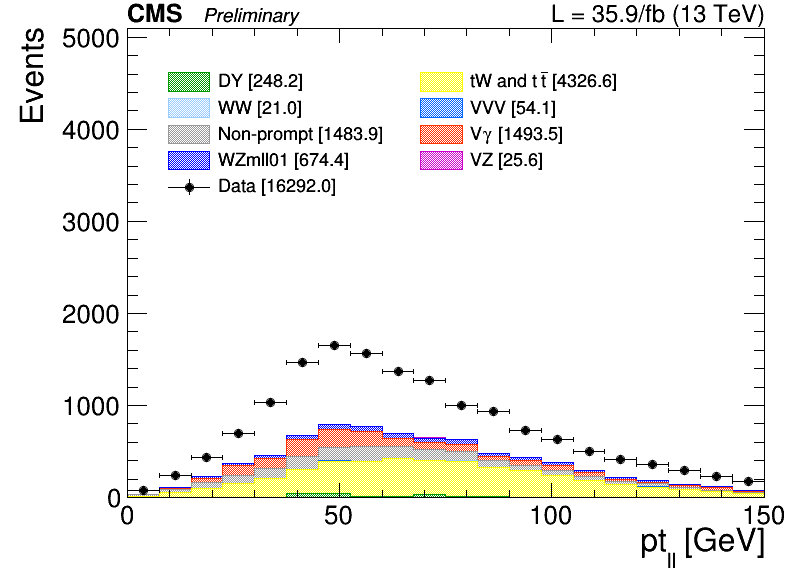 CMS Preliminary L = 35.9/fb (13 TeV)
Events
5000
4000
3000
2000
1000
0
DY [248.2]
WW [21.0]
Non-prompt [1483.9]
WZmll01 [674.4]
Data [16292.0]
tW and t t̄ [4326.6]
VVV [54.1]
Vγ [1493.5]
VZ [25.6]
0 50 100 150
pt_ll [GeV]